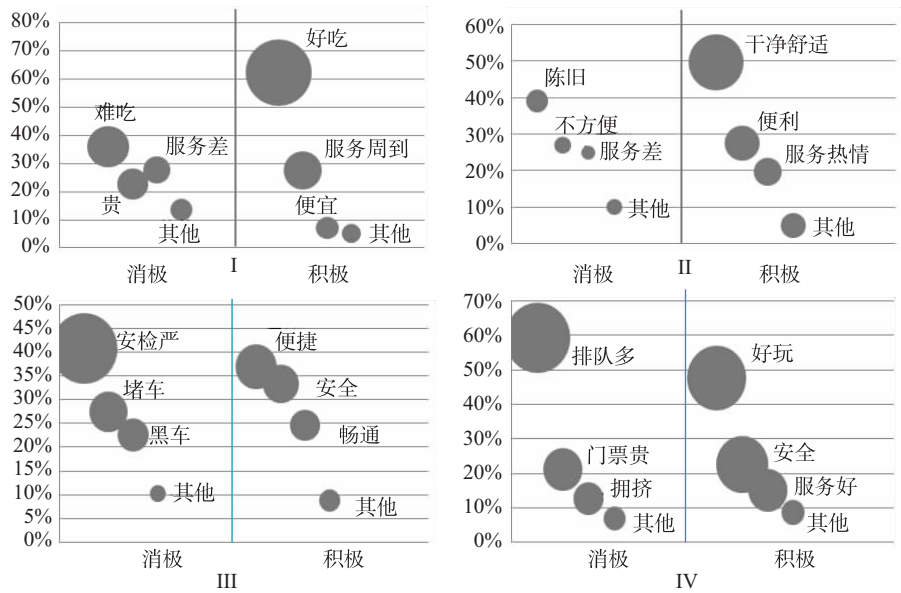 80%
70%
60%
50%
40%
30%
20%
10%
0%
好吃
难吃
服务差
服务周到
贵
便宜
其他
其他
消极
I
积极
60%
50%
40%
30%
20%
10%
0%
干净舒适
陈旧
不方便
便利
服务差
服务热情
其他
其他
消极
II
积极
50%
45%
40%
35%
30%
25%
20%
15%
10%
5%
0%
安检严
便捷
堵车
安全
黑车
畅通
其他
其他
消极
积极
III
70%
60%
50%
40%
30%
20%
10%
0%
排队多
好玩
门票贵
安全
拥挤
服务好
其他
其他
消极
积极
IV